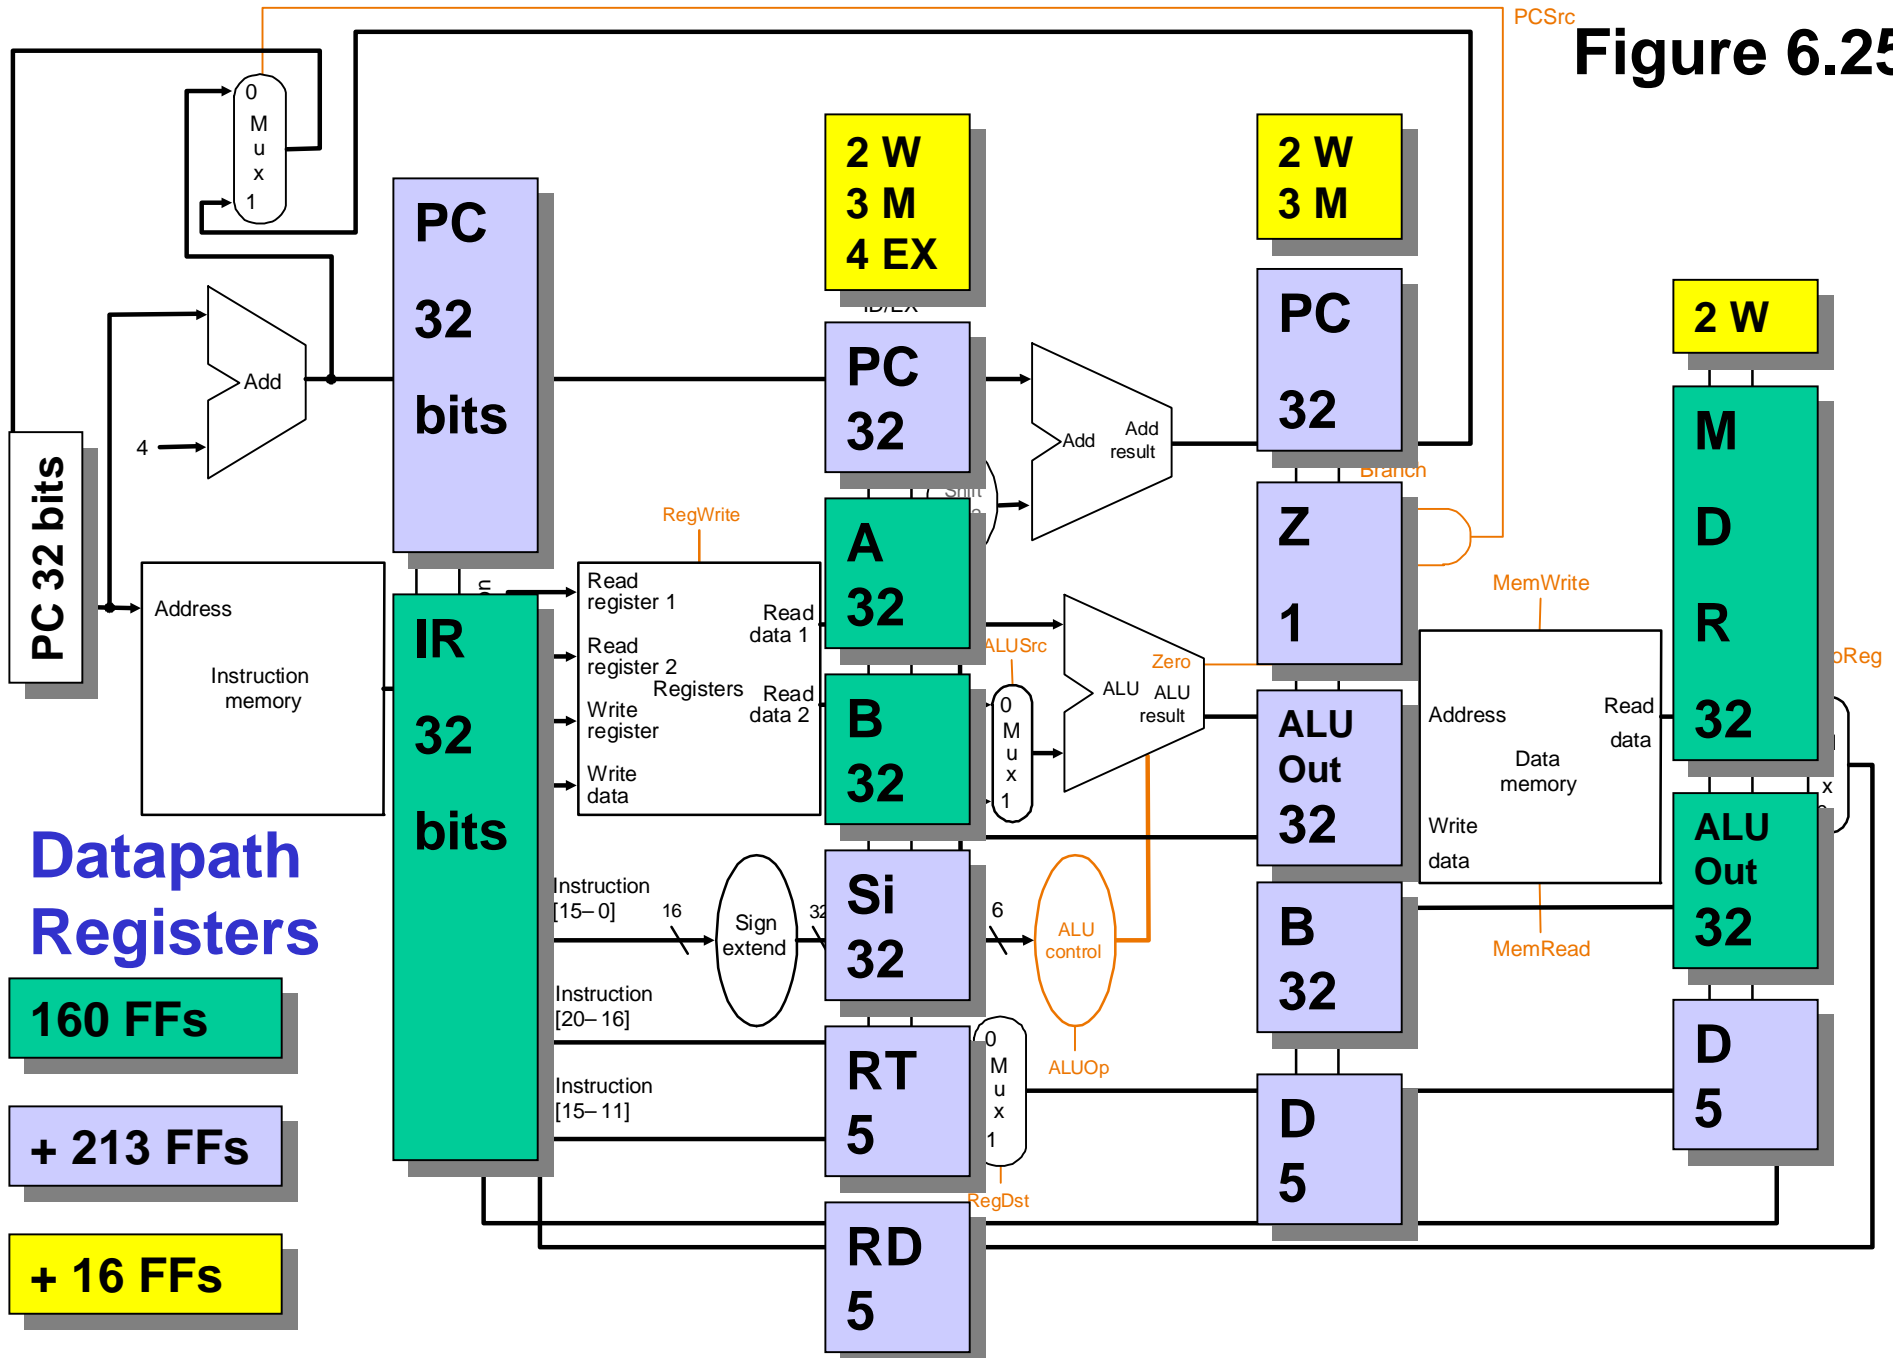 PCSrc
Figure 6.25
0
M
u
x
1
PC
32
bits
2 W
3 M
4 EX
2 W
3 M
ID/EX
PC
32
PC
32
2 W
Add
4
Add
Add
result
Branch
M
D
R
32
PC 32 bits
RegWrite
Shift
A
32
Z
1
MemWrite
Address
Instruction
memory
IR
32
bits
Read
register 1
Read
register 2
Write
register
Write
data
Registers
Read
data 1
Read
data 2
B
32
ALUSrc
0
M
u
x
1
Zero
ALU
ALU
result
ALU
Out
32
Address
Read
data
Data
memory
Write
data
MemRead
x
ALU
Out
32
Datapath
Registers
160 FFs
+ 213 FFs
+ 16 FFs
Instruction
[15–0]
16
Sign
extend
32
Si
32
6
ALU
control
ALUOp
B
32
Instruction
[20–16]
Instruction
[15–11]
RT
5
0
M
u
x
1
RegDst
D
5
D
5
RD
5